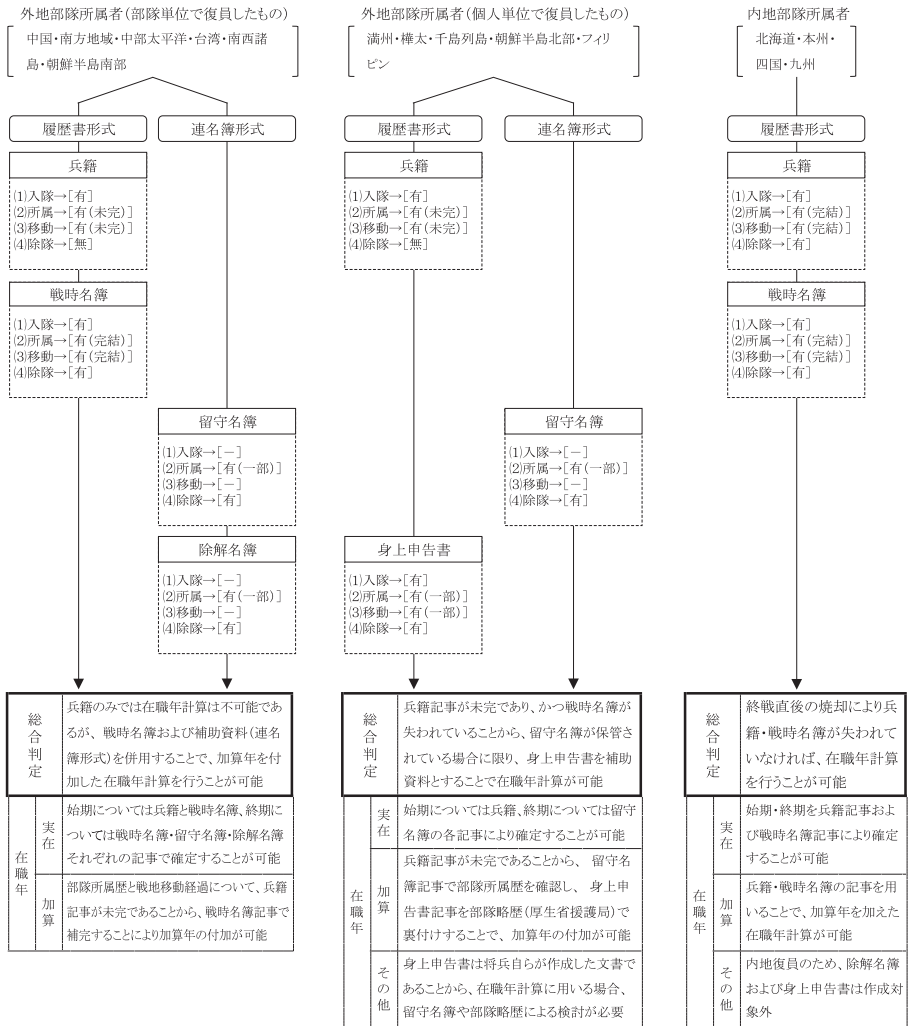 外地部隊所属者(部隊単位で復員したもの)
中国・南方地域・中部太平洋・台湾・南西諸
島・朝鮮半島南部
履歴書形式
連名簿形式
兵籍
(1)入隊→[有]
(2)所属→[有(未完)]
(3)移動→[有(未完)]
(4)除隊→[無]
戦時名簿
(1)入隊→[有]
(2)所属→[有(完結)]
(3)移動→[有(完結)]
(4)除隊→[有]
留守名簿
(1)入隊→[－]
(2)所属→[有(一部)]
(3)移動→[－]
(4)除隊→[有]
除解名簿
(1)入隊→[－]
(2)所属→[有(一部)]
(3)移動→[－]
(4)除隊→[有]
総合判定
兵籍のみでは在職年計算は不可能であ
るが、戦時名簿および補助資料(連名
簿形式)を併用することで、加算年を付
加した在職年計算を行うことが可能
在職年
実在
始期については兵籍と戦時名簿、終期に
ついては戦時名簿・留守名簿・除解名簿
それぞれの記事で確定することが可能
加算
部隊所属歴と戦地移動経過について、兵籍
記事が未完であることから、戦時名簿記事で
補完することにより加算年の付加が可能
外地部隊所属者(個人単位で復員したもの)
満州・樺太・千島列島・朝鮮半島北部・フィリ
ピン
履歴書形式
連名簿形式
兵籍
(1)入隊→[有]
(2)所属→[有(未完)]
(3)移動→[有(未完)]
(4)除隊→[無]
留守名簿
(1)入隊→[－]
(2)所属→[有(一部)]
(3)移動→[－]
(4)除隊→[有]
身上申告書
(1)入隊→[有]
(2)所属→[有(一部)]
(3)移動→[有(一部)]
(4)除隊→[有]
総合判定
兵籍記事が未完であり、かつ戦時名簿が
失われていることから、留守名簿が保管さ
れている場合に限り、身上申告書を補助
資料とすることで在職年計算が可能
在職年
実在
始期については兵籍、終期については留守
名簿の各記事により確定することが可能
加算
兵籍記事が未完であることから、留守名
簿記事で部隊所属歴を確認し、身上申
告書記事を部隊略歴(厚生省援護局)で
裏付けすることで、加算年の付加が可能
その他
身上申告書は将兵自らが作成した文書で
あることから、在職年計算に用いる場合、
留守名簿や部隊略歴による検討が必要
内地部隊所属者
北海道・本州・
四国・九州
履歴書形式
兵籍
(1)入隊→[有]
(2)所属→[有(完結)]
(3)移動→[有(完結)]
(4)除隊→[有]
戦時名簿
(1)入隊→[有]
(2)所属→[有(完結)]
(3)移動→[有(完結)]
(4)除隊→[有]
総合判定
終戦直後の焼却により兵
籍・戦時名簿が失われて
いなければ、在職年計算
を行うことが可能
在職年
実在
始期・終期を兵籍記事およ
び戦時名簿記事により確定
することが可能
加算
兵籍・戦時名簿の記事を用
いることで、加算年を加えた
在職年計算が可能
その他
内地復員のため、除解名簿
および身上申告書は作成対
象外